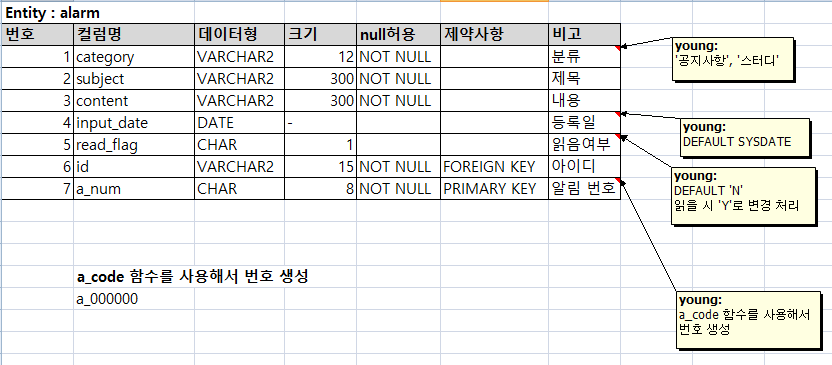 Entity : alarm
번호 컬럼명 데이터형 크기 null허용 제약사항 비고
1 category VARCHAR2 12 NOT NULL 분류
2 subject VARCHAR2 300 NOT NULL 제목
3 content VARCHAR2 300 NOT NULL 내용
4 input_date DATE - 등록일
5 read_flag CHAR 1 읽음여부
6 id VARCHAR2 15 NOT NULL FOREIGN KEY 아이디
7 a_num CHAR 8 NOT NULL PRIMARY KEY 알림 번호
young:
'공지사항', '스터디'
young:
DEFAULT SYSDATE
young:
DEFAULT 'N'
읽을 시 'Y'로 변경 처리
young:
a_code 함수를 사용해서
번호 생성
a_code 함수를 사용해서 번호 생성
a_000000